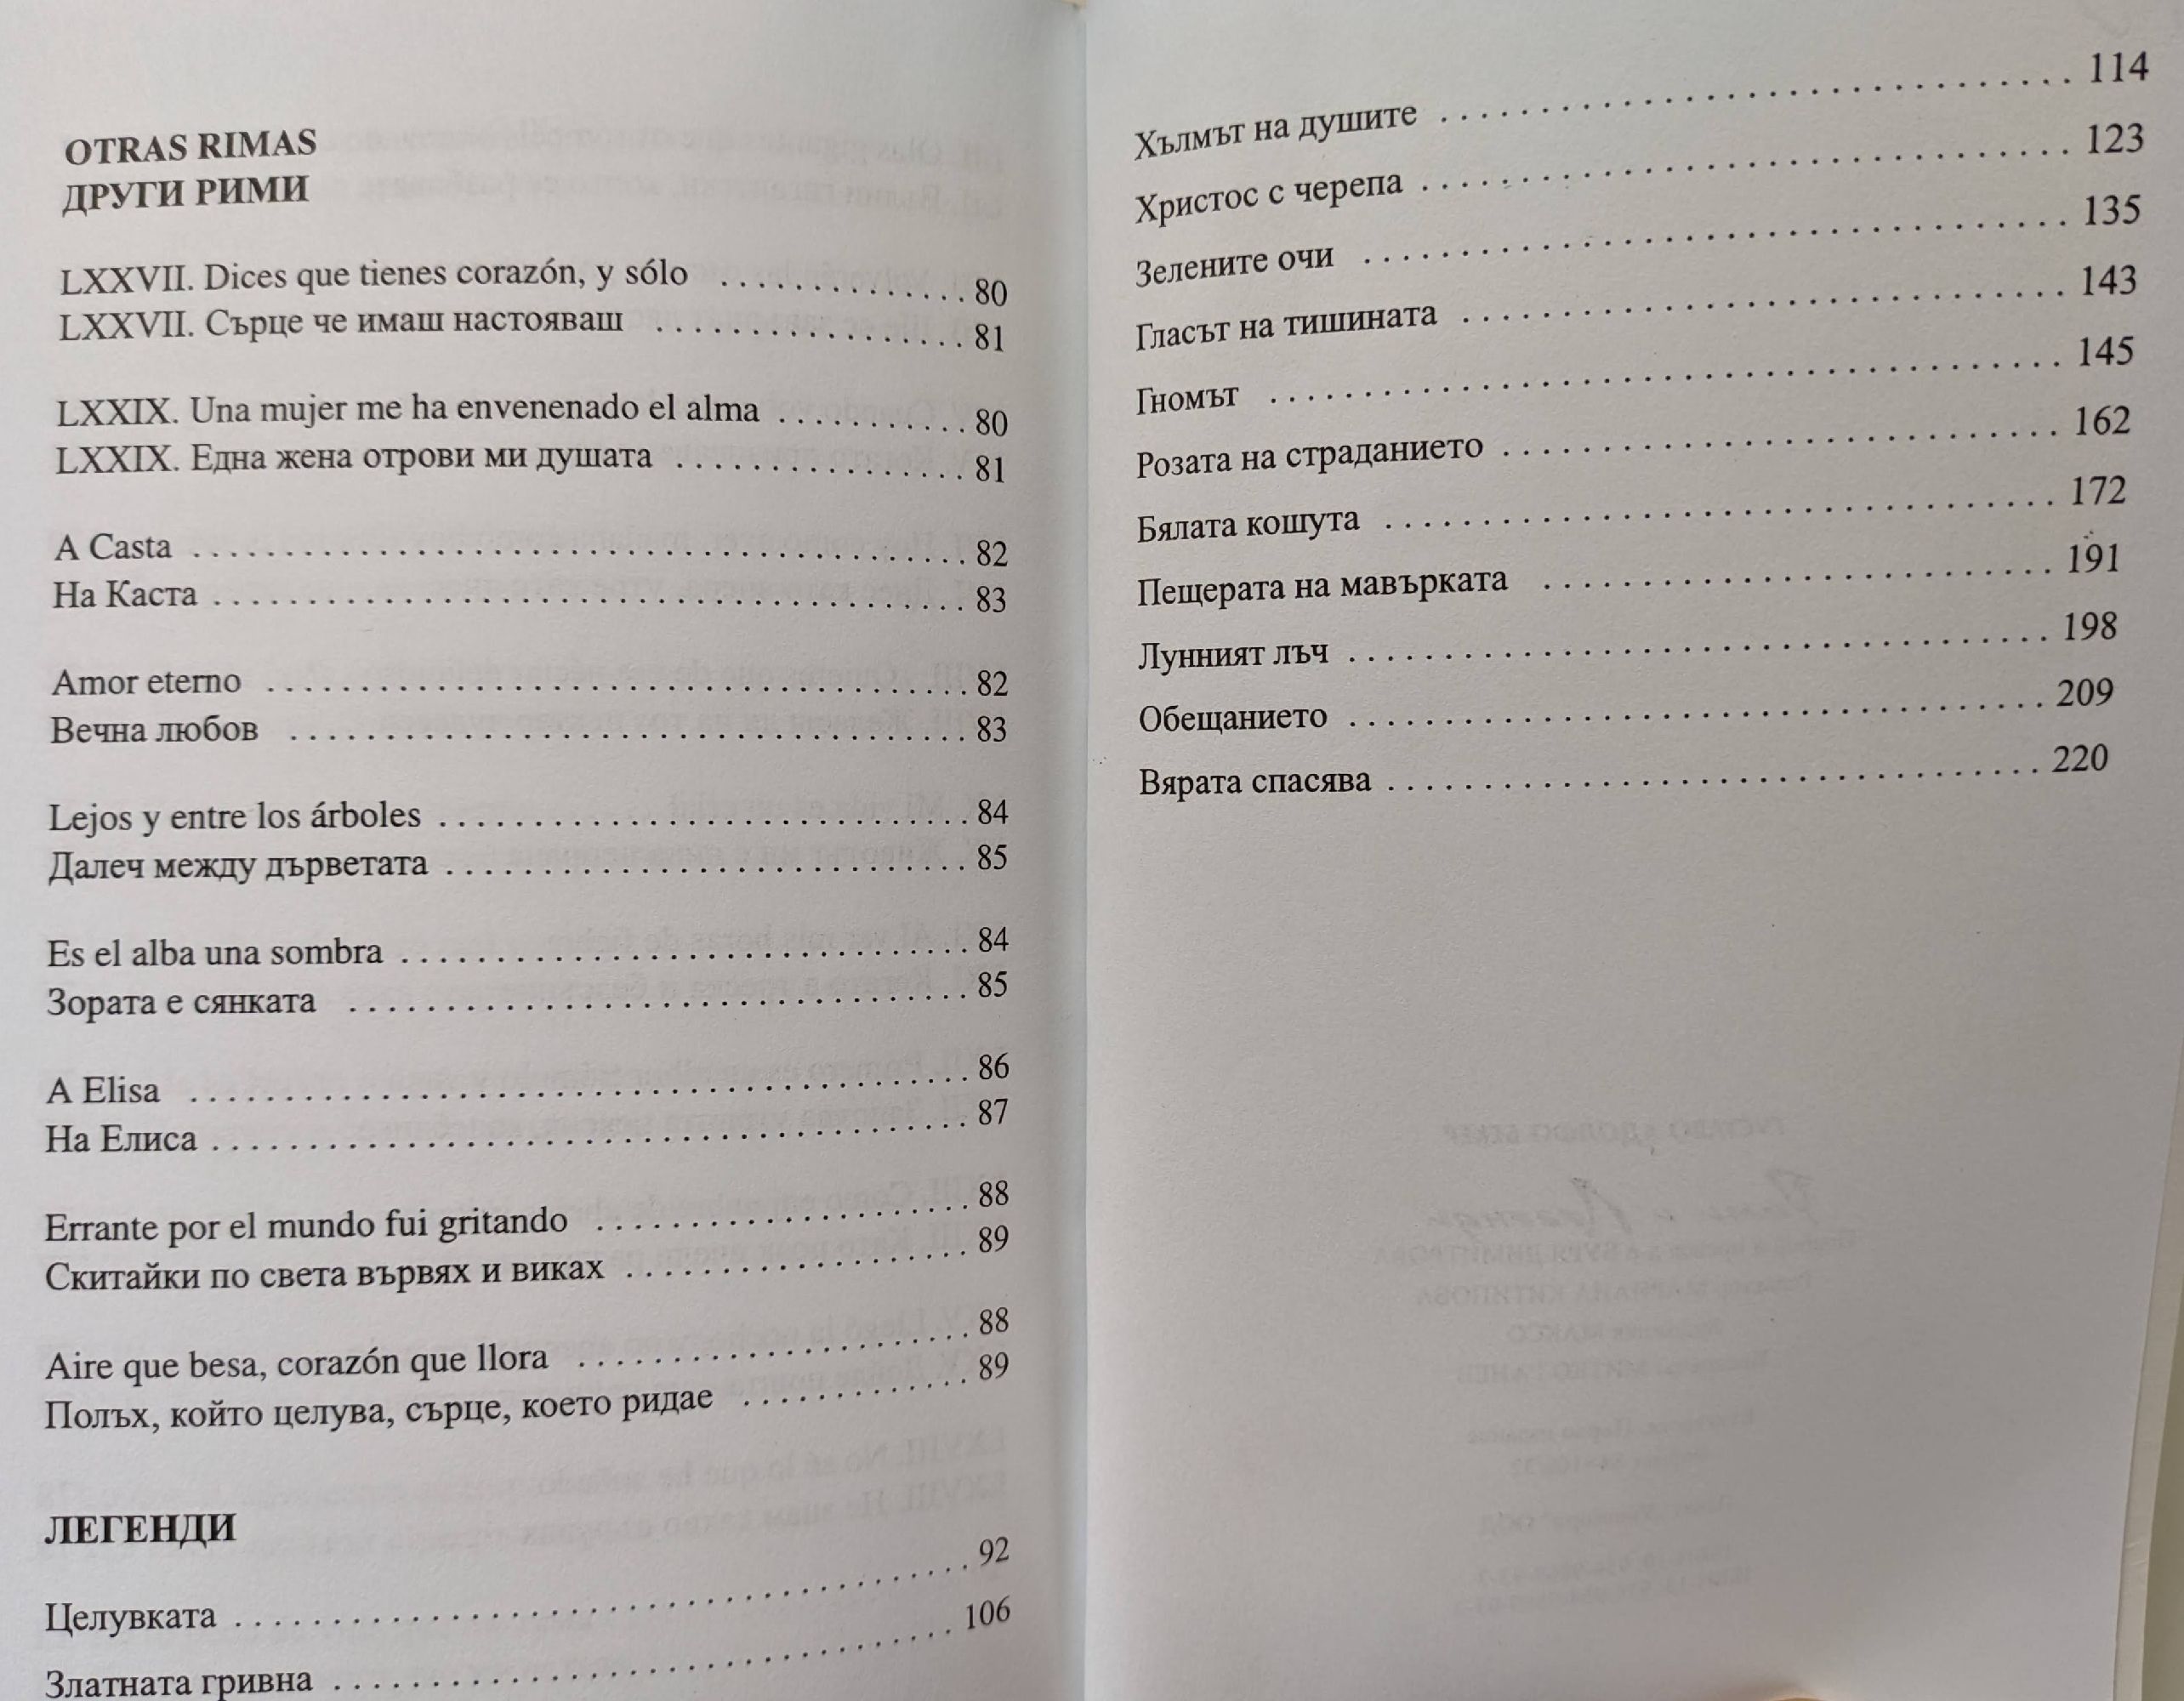 OTRAS RIMAS
ДРУГИ РИМИ
LXXVII. Dices que tienes corazón, y sólo . . . . . . . . . . . . . . 80
LXXVII. Сърце че имаш настояваш . . . . . . . . . . . . . . . . . 81
LXXIX. Una mujer me ha envenenado el alma . . . . . . . . . . . 80
LXXIX. Една жена отрови ми душата . . . . . . . . . . . . . . . . 81
A Casta . . . . . . . . . . . . . . . . . . . . . . . . . . . . . . . . . . . . . . . . . . 82
На Каста . . . . . . . . . . . . . . . . . . . . . . . . . . . . . . . . . . . . . . . . 83
Amor eterno . . . . . . . . . . . . . . . . . . . . . . . . . . . . . . . . . . . . . . 82
Вечна любов . . . . . . . . . . . . . . . . . . . . . . . . . . . . . . . . . . . . 83
Lejos y entre los árboles . . . . . . . . . . . . . . . . . . . . . . . . . . . . 84
Далеч между дърветата . . . . . . . . . . . . . . . . . . . . . . . . . . . . 85
Es el alba una sombra . . . . . . . . . . . . . . . . . . . . . . . . . . . . . . 84
Зората е сянката . . . . . . . . . . . . . . . . . . . . . . . . . . . . . . . . 85
A Elisa . . . . . . . . . . . . . . . . . . . . . . . . . . . . . . . . . . . . . . . . . 86
На Елиса . . . . . . . . . . . . . . . . . . . . . . . . . . . . . . . . . . . . . . . . 87
Errante por el mundo fui gritando . . . . . . . . . . . . . . . . . . . . 88
Скитайки по света вървях и виках . . . . . . . . . . . . . . . . . . 89
Aire que besa, corazón que llora . . . . . . . . . . . . . . . . . . . . . 88
Полъх, който целува, сърце, което ридае . . . . . . . . . . . . 89
ЛЕГЕНДИ
Целувката . . . . . . . . . . . . . . . . . . . . . . . . . . . . . . . . . . . . . . . 92
Златната гривна . . . . . . . . . . . . . . . . . . . . . . . . . . . . . . . . . 106
Хълмът на душите . . . . . . . . . . . . . . . . . . . . . . . . . . . . . . . 114
Христос с черепа . . . . . . . . . . . . . . . . . . . . . . . . . . . . . . . . 123
Зелените очи . . . . . . . . . . . . . . . . . . . . . . . . . . . . . . . . . . . 135
Гласът на тишината . . . . . . . . . . . . . . . . . . . . . . . . . . . . . . 143
Гномът . . . . . . . . . . . . . . . . . . . . . . . . . . . . . . . . . . . . . . . . 145
Розата на страданието . . . . . . . . . . . . . . . . . . . . . . . . . . . . 162
Бялата кошута . . . . . . . . . . . . . . . . . . . . . . . . . . . . . . . . . . 172
Пещерата на мавърката . . . . . . . . . . . . . . . . . . . . . . . . . . 191
Лунният лъч . . . . . . . . . . . . . . . . . . . . . . . . . . . . . . . . . . . 198
Обещанието . . . . . . . . . . . . . . . . . . . . . . . . . . . . . . . . . . . 209
Вярата спасява . . . . . . . . . . . . . . . . . . . . . . . . . . . . . . . . . 220